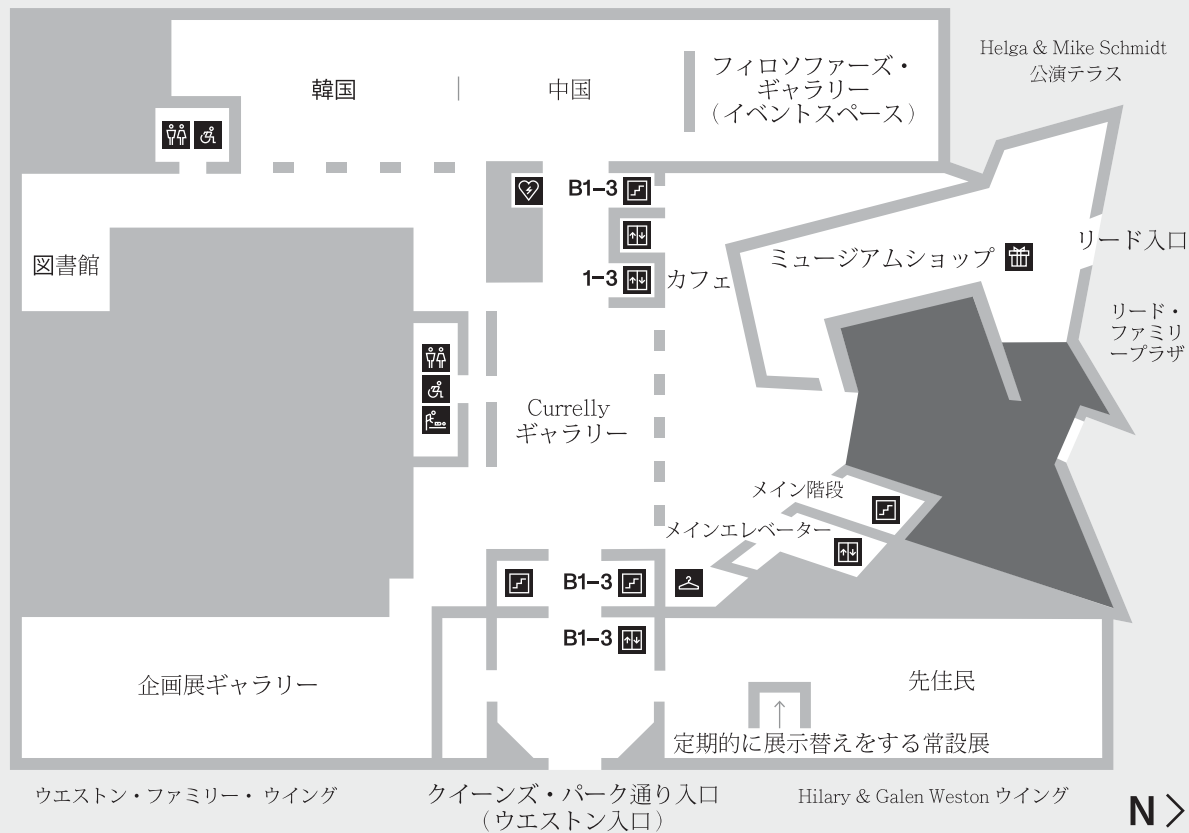 Helga & Mike Schmidt
公演テラス
フィロソファーズ・
ギャラリー
（イベントスペース）
韓国
中国
B1–3
1–3
カフェ
図書館
ミュージアムショップ
リード入口
リード・
ファミリ
ープラザ
Currelly
ギャラリー
メイン階段
メインエレベーター
B1–3
B1–3
企画展ギャラリー
先住民
定期的に展示替えをする常設展
ウエストン・ファミリー・ ウイング
クイーンズ・パーク通り入口
（ウエストン入口）
Hilary & Galen Weston ウイング
N